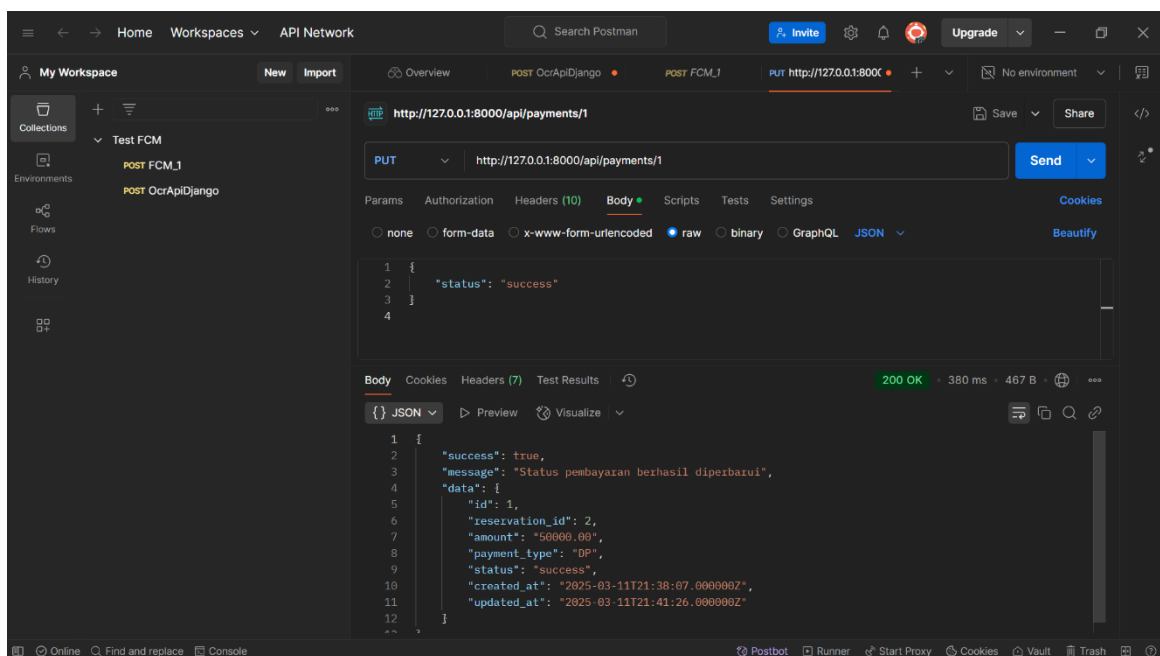 Home Workspaces API Network Search Postman Invite Upgrade
My Workspace New Import Overview POST OcrApiDjango POST FCM_1 PUT http://127.0.0.1:8000 No environment
Collections
Environments
Flows
History
Test FCM
POST FCM_1
POST OcrApiDjango
HTTP http://127.0.0.1:8000/api/payments/1 Save Share
PUT http://127.0.0.1:8000/api/payments/1 Send
Params Authorization Headers (10) Body Scripts Tests Settings Cookies
none form-data x-www-form-urlencoded raw binary GraphQL JSON Beautify
1 {
2 "status": "success"
3 }
4
Body Cookies Headers (7) Test Results 200 OK 380 ms 467 B
{} JSON Preview Visualize
1 {
2 "success": true,
3 "message": "Status pembayaran berhasil diperbarui",
4 "data": {
5 "id": 1,
6 "reservation_id": 2,
7 "amount": "50000.00",
8 "payment_type": "DP",
9 "status": "success",
10 "created_at": "2025-03-11T21:38:07.000000Z",
11 "updated_at": "2025-03-11T21:41:26.000000Z"
12 }
Online Find and replace Console Postbot Runner Start Proxy Cookies Vault Trash